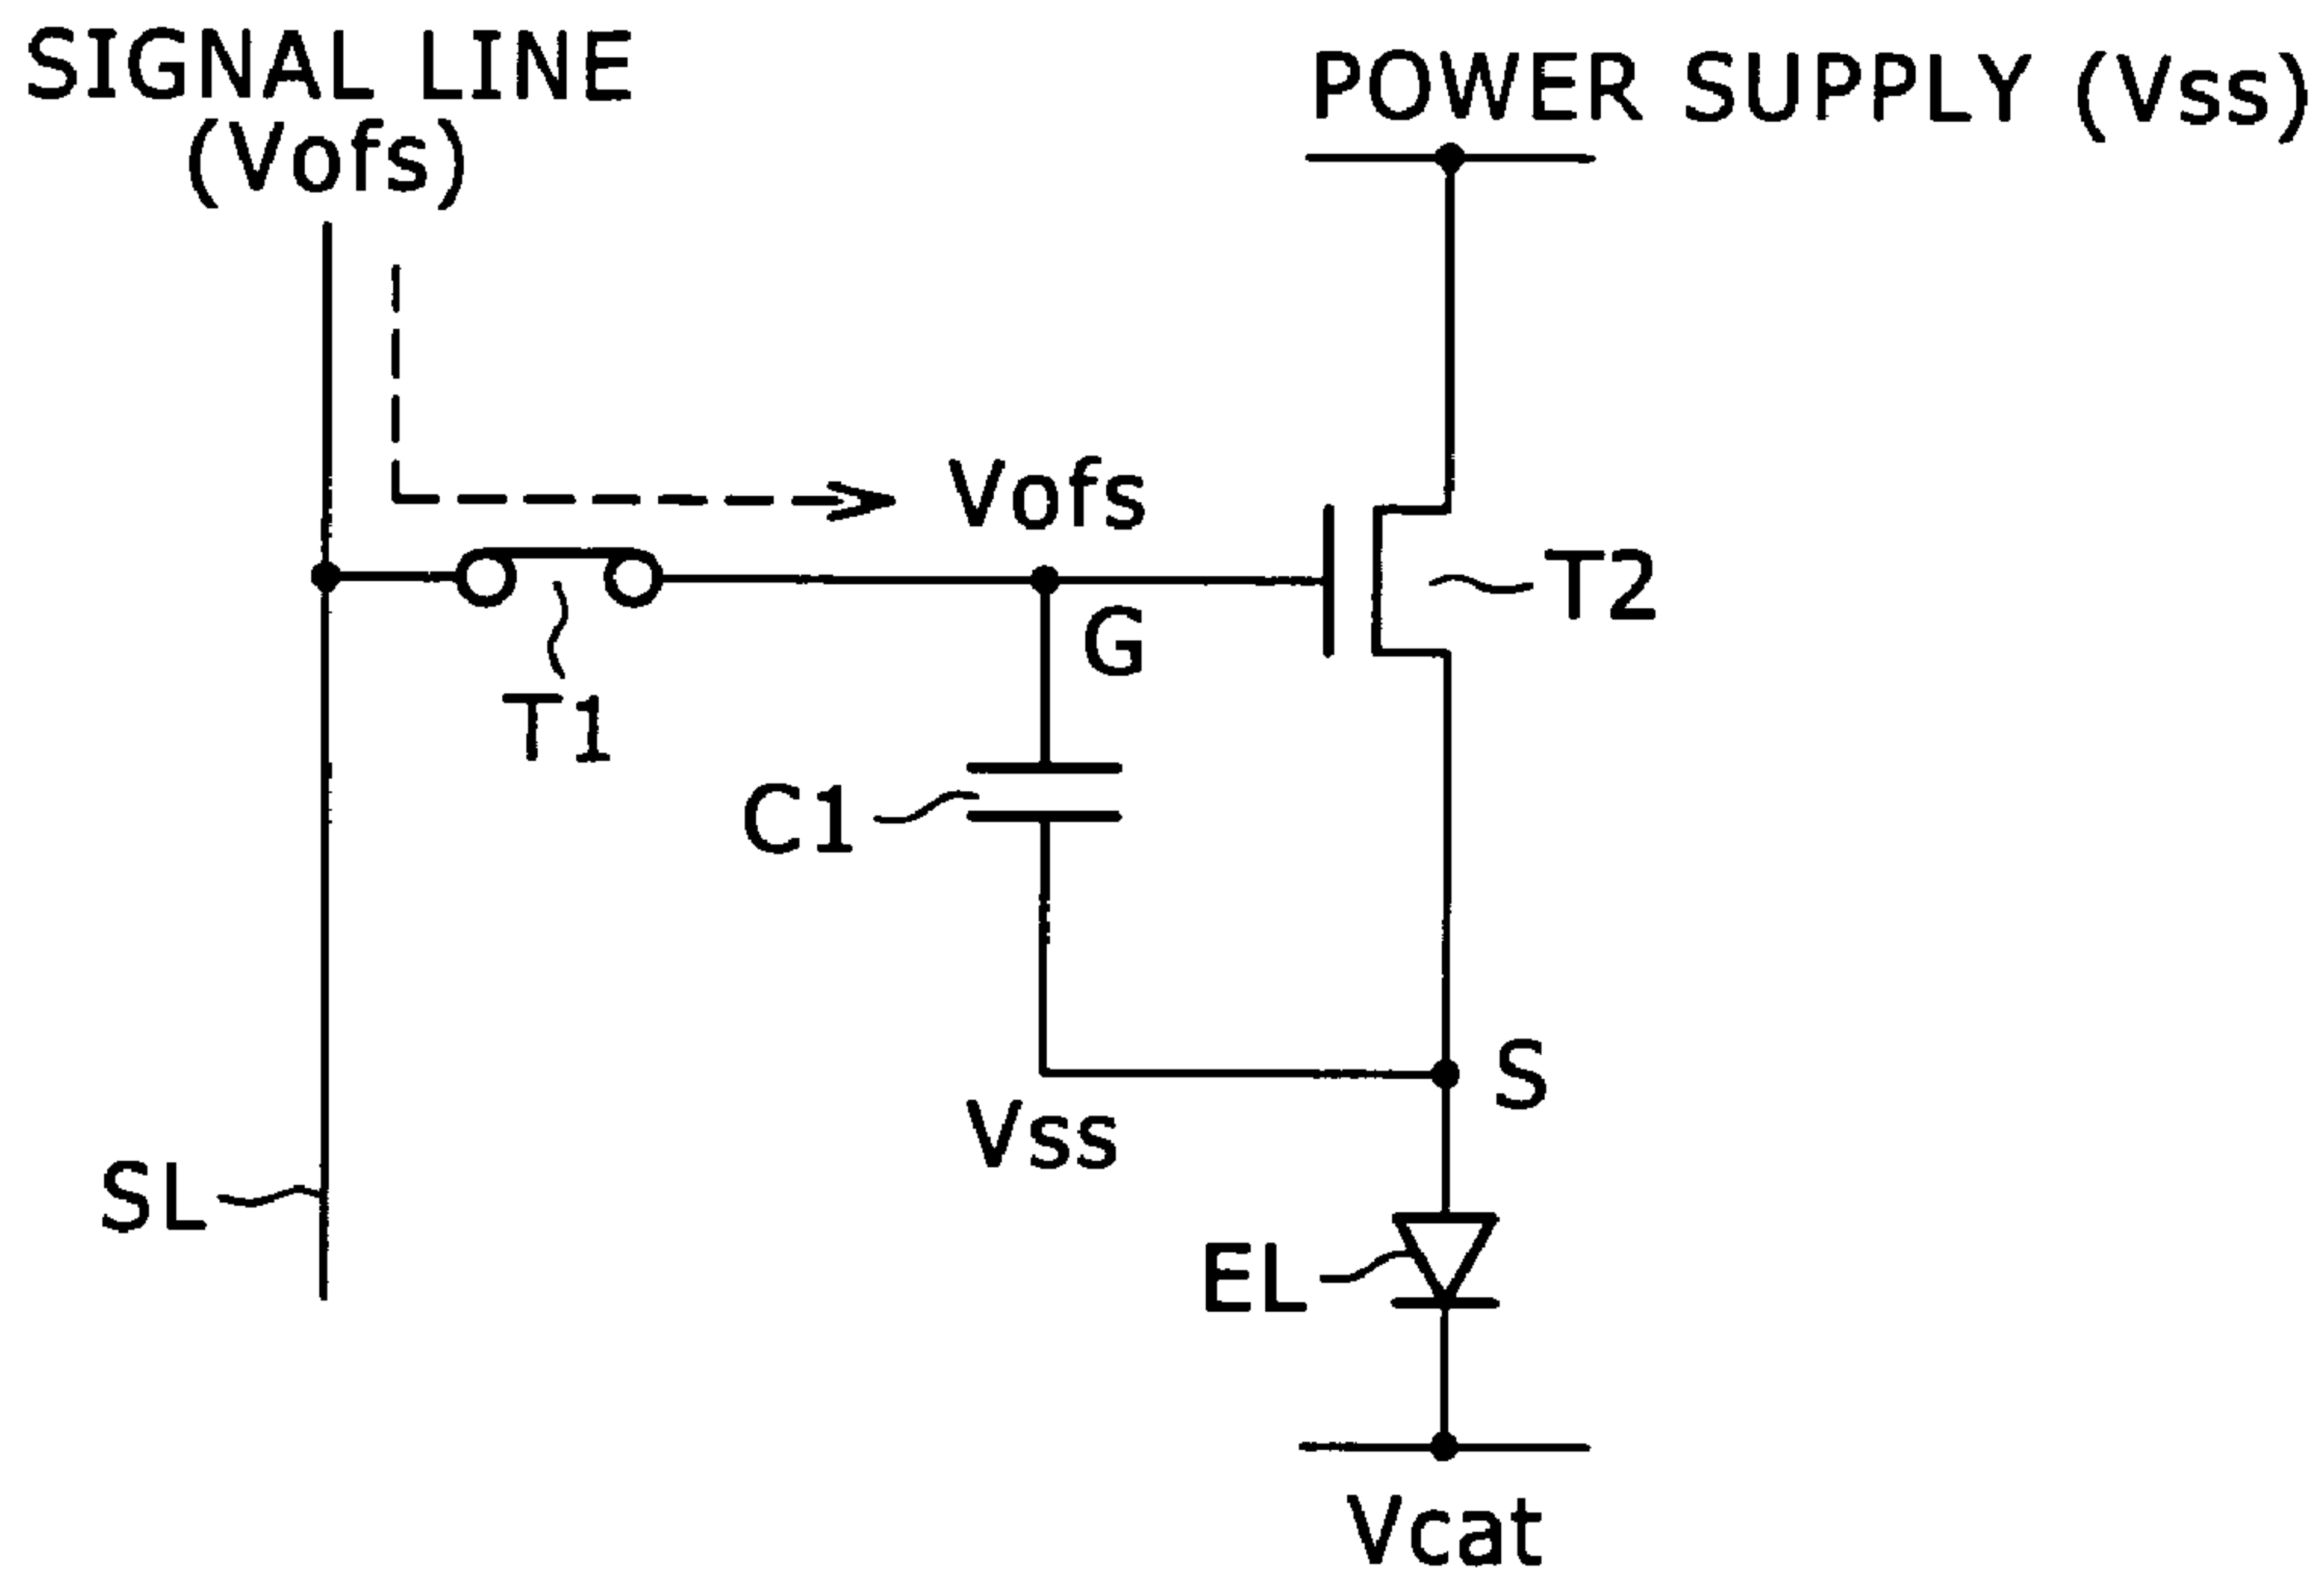 SIGNAL LINE
(Vofs)
POWER SUPPLY (Vss)
Vofs
T2
G
T1
C1
S
Vss
SL
EL
Vcat